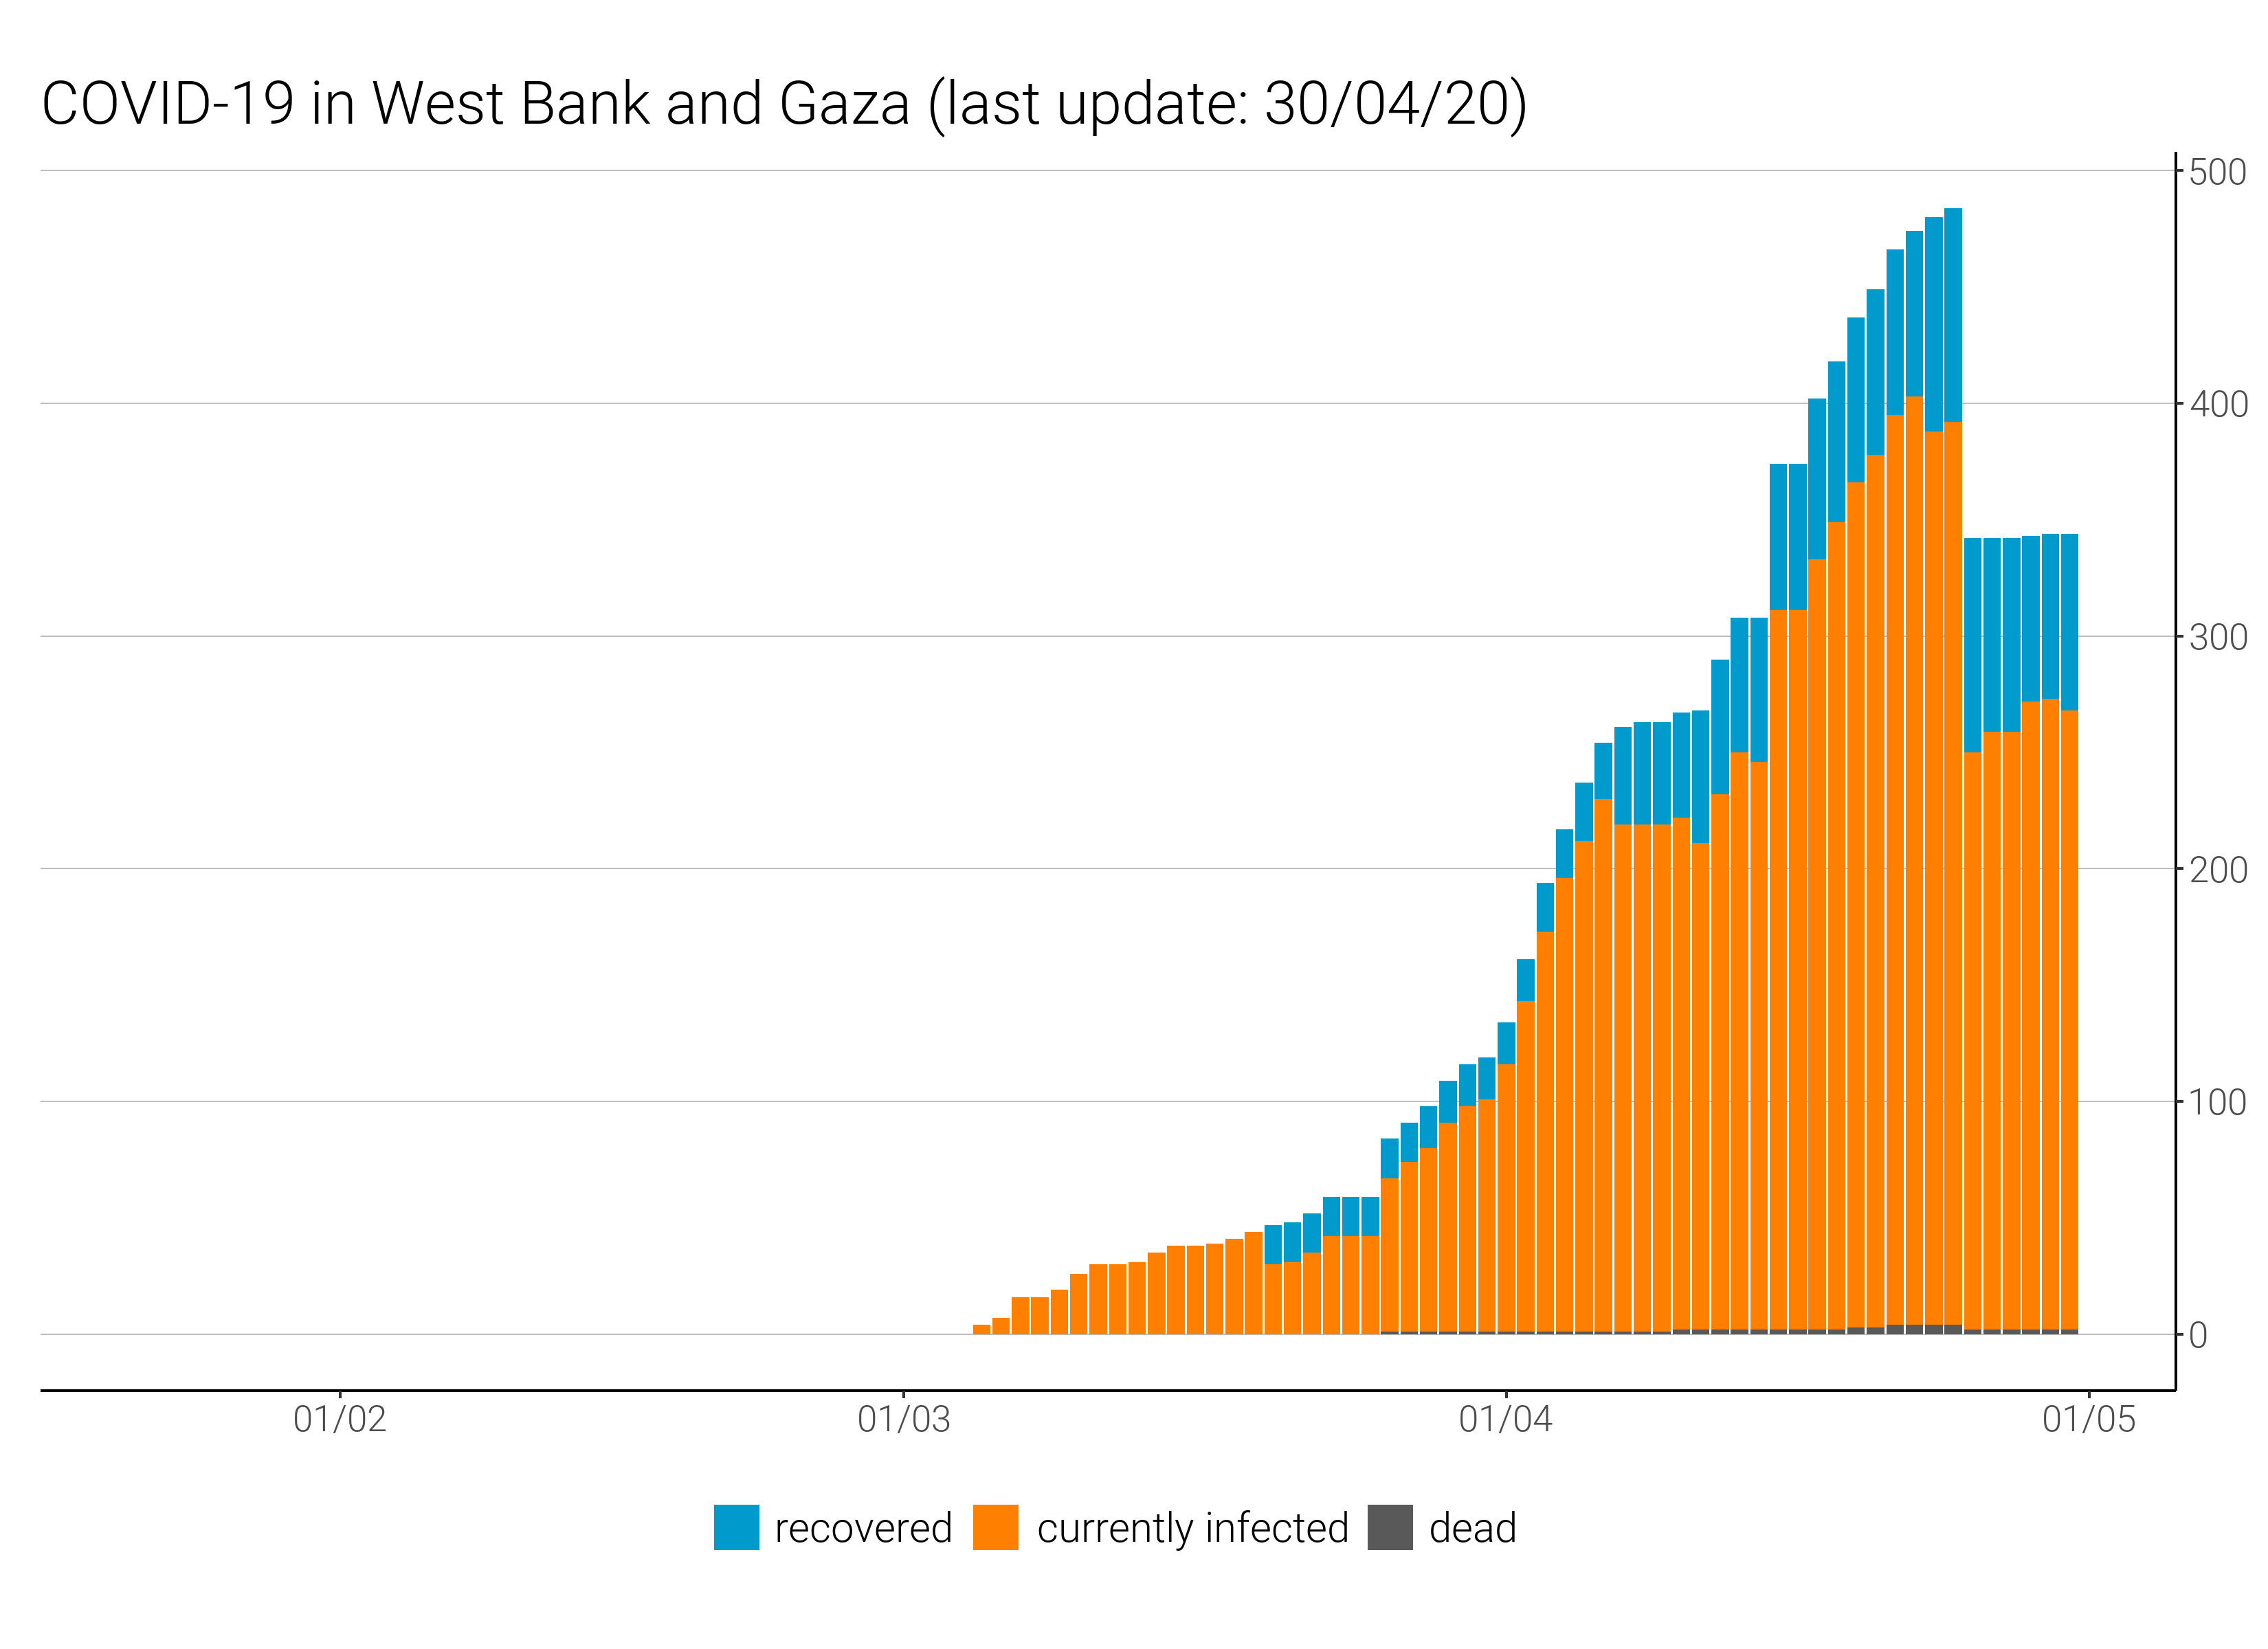 COVID-19 in West Bank and Gaza (last update: 30/04/20)
500
400
300
200
100
0
01/02 01/03 01/04 01/05
recovered currently infected dead